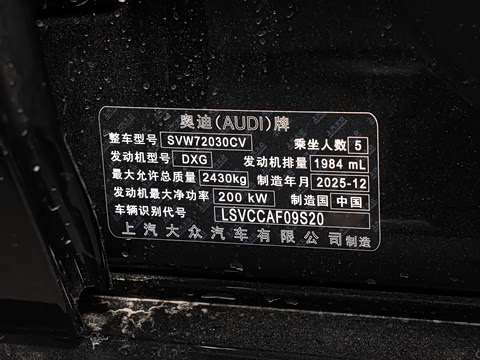 奥迪(AUDI)牌
整车型号 SVW72030CV 乘坐人数 5
发动机型号 DXG 发动机排量 1984 mL
最大允许总质量 2430kg 制造年月 2025-12
发动机最大净功率 200 kW 制造国 中国
车辆识别代号 LSVCCAF09S20
上汽大众汽车有限公司制造